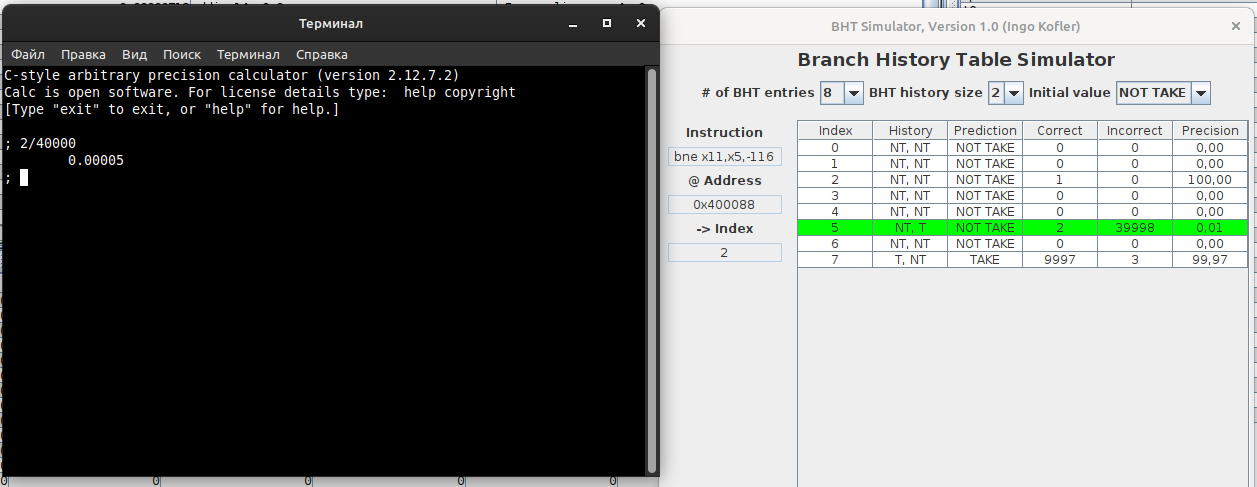 Терминал
Файл Правка Вид Поиск Терминал Справка
C-style arbitrary precision calculator (version 2.12.7.2)
Calc is open software. For license details type:  help copyright
[Type "exit" to exit, or "help" for help.]
; 2/40000
0.00005
;
BHT Simulator, Version 1.0 (Ingo Kofler)
Branch History Table Simulator
# of BHT entries 8 BHT history size 2 Initial value NOT TAKE
Instruction
bne x11,x5,-116
@ Address
0x400088
-> Index
2
Index History Prediction Correct Incorrect Precision
0 NT, NT NOT TAKE 0 0 0,00
1 NT, NT NOT TAKE 0 0 0,00
2 NT, NT NOT TAKE 1 0 100,00
3 NT, NT NOT TAKE 0 0 0,00
4 NT, NT NOT TAKE 0 0 0,00
5 NT, T NOT TAKE 2 39998 0,01
6 NT, NT NOT TAKE 0 0 0,00
7 T, NT TAKE 9997 3 99,97
0 0 0 0 0